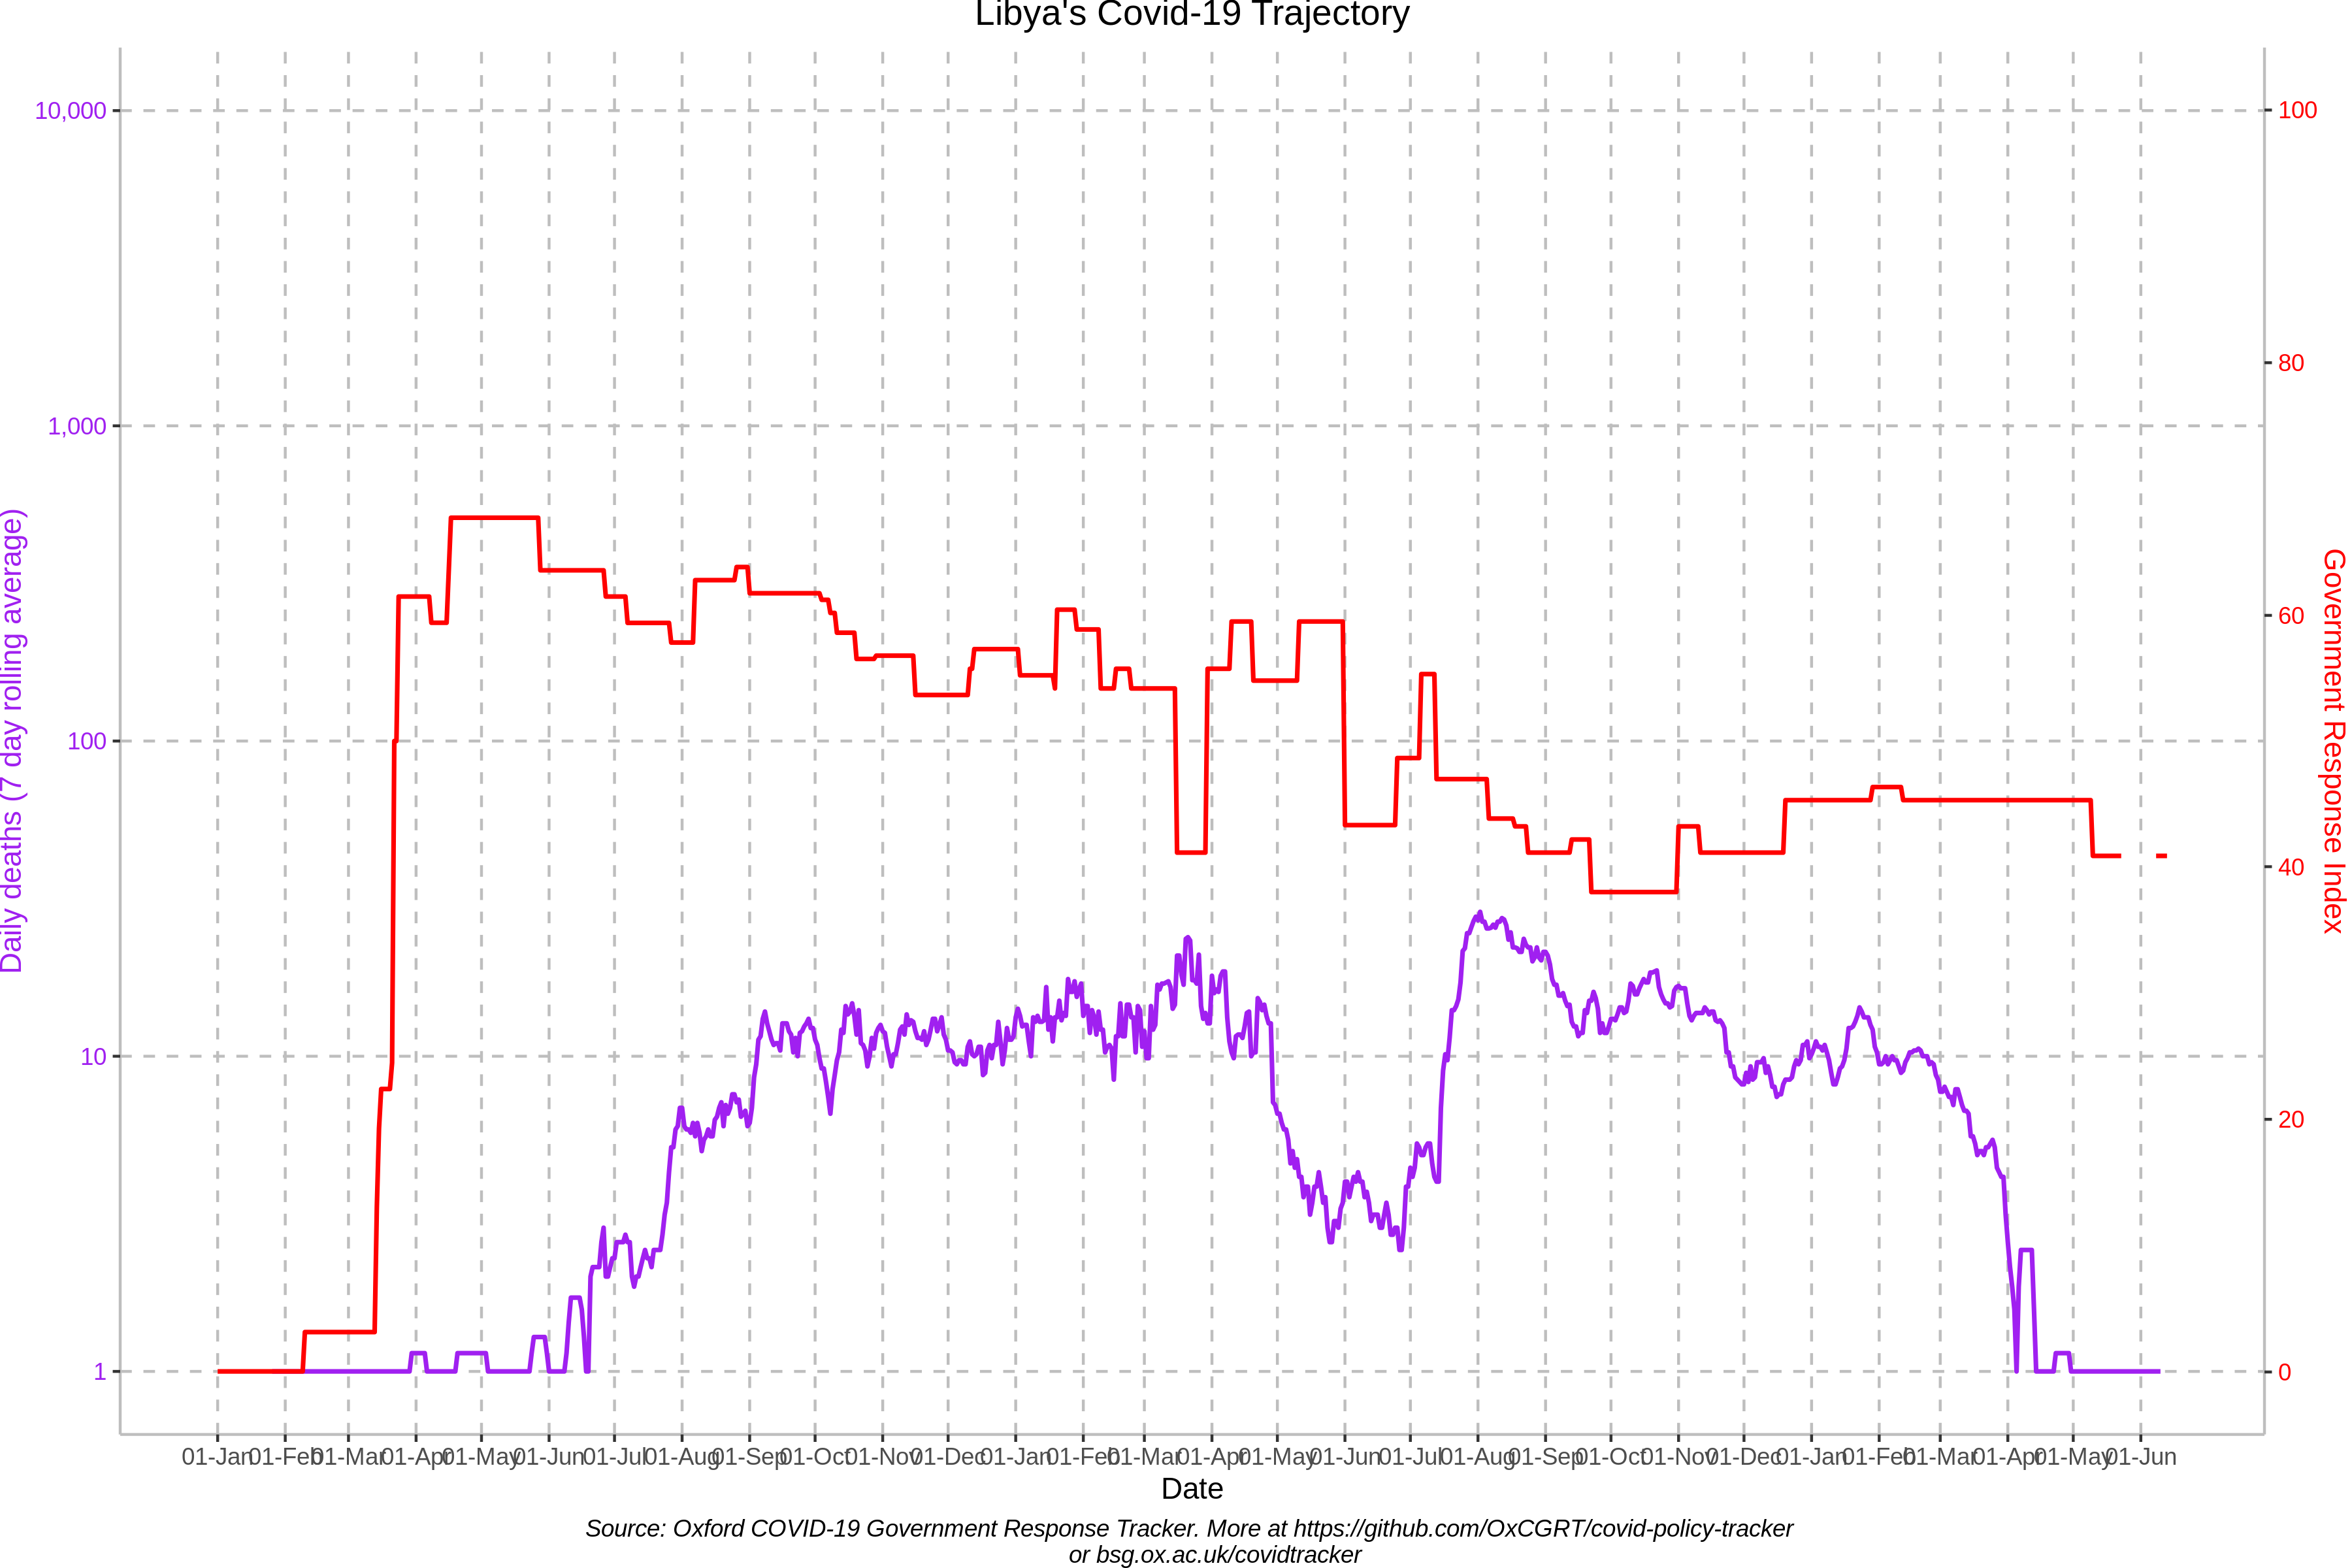 Libya's Covid-19 Trajectory
10,000
1,000
100
10
1
Daily deaths (7 day rolling average)
100
80
60
40
20
0
Government Response Index
01-Jan
01-Feb
01-Mar
01-Apr
01-May
01-Jun
01-Jul
01-Aug
01-Sep
01-Oct
01-Nov
01-Dec
01-Jan
01-Feb
01-Mar
01-Apr
01-May
01-Jun
01-Jul
01-Aug
01-Sep
01-Oct
01-Nov
01-Dec
01-Jan
01-Feb
01-Mar
01-Apr
01-May
01-Jun
Date
Source: Oxford COVID-19 Government Response Tracker. More at https://github.com/OxCGRT/covid-policy-tracker
or bsg.ox.ac.uk/covidtracker